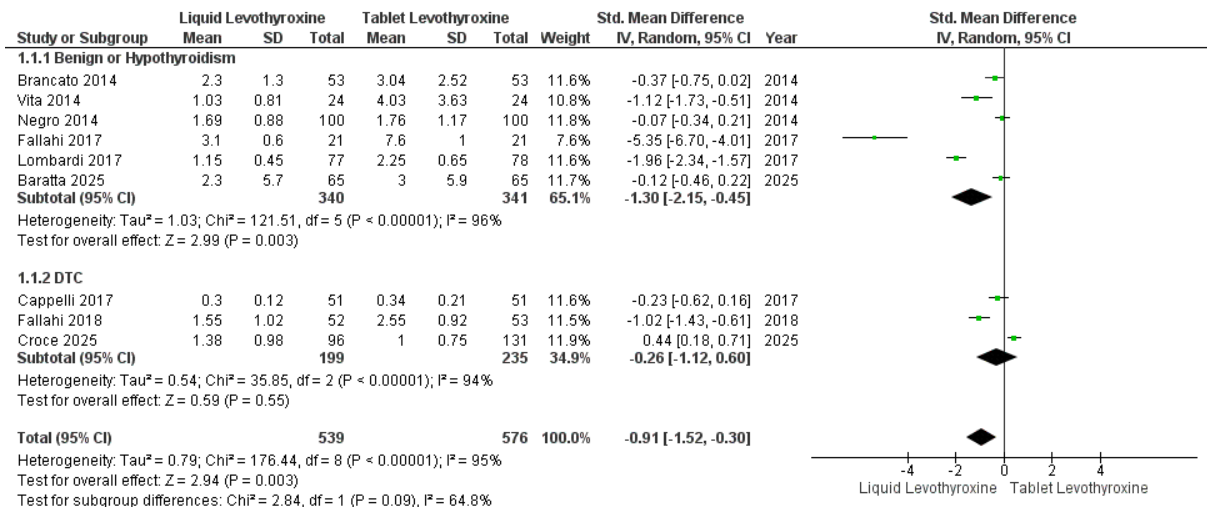 Liquid Levothyroxine Tablet Levothyroxine Std. Mean Difference Std. Mean Difference
Study or Subgroup Mean SD Total Mean SD Total Weight IV, Random, 95% CI Year IV, Random, 95% CI
1.1.1 Benign or Hypothyroidism
Brancato 2014 2.3 1.3 53 3.04 2.52 53 11.6% -0.37 [-0.75, 0.02] 2014
Vita 2014 1.03 0.81 24 4.03 3.63 24 10.8% -1.12 [-1.73, -0.51] 2014
Negro 2014 1.69 0.88 100 1.76 1.17 100 11.8% -0.07 [-0.34, 0.21] 2014
Fallahi 2017 3.1 0.6 21 7.6 1 21 7.6% -5.35 [-6.70, -4.01] 2017
Lombardi 2017 1.15 0.45 77 2.25 0.65 78 11.6% -1.96 [-2.34, -1.57] 2017
Baratta 2025 2.3 5.7 65 3 5.9 65 11.7% -0.12 [-0.46, 0.22] 2025
Subtotal (95% CI) 340 341 65.1% -1.30 [-2.15, -0.45]
Heterogeneity: Tau² = 1.03; Chi² = 121.51, df = 5 (P < 0.00001); I² = 96%
Test for overall effect: Z = 2.99 (P = 0.003)
1.1.2 DTC
Cappelli 2017 0.3 0.12 51 0.34 0.21 51 11.6% -0.23 [-0.62, 0.16] 2017
Fallahi 2018 1.55 1.02 52 2.55 0.92 53 11.5% -1.02 [-1.43, -0.61] 2018
Croce 2025 1.38 0.98 96 1 0.75 131 11.9% 0.44 [0.18, 0.71] 2025
Subtotal (95% CI) 199 235 34.9% -0.26 [-1.12, 0.60]
Heterogeneity: Tau² = 0.54; Chi² = 35.85, df = 2 (P < 0.00001); I² = 94%
Test for overall effect: Z = 0.59 (P = 0.55)
Total (95% CI) 539 576 100.0% -0.91 [-1.52, -0.30]
Heterogeneity: Tau² = 0.79; Chi² = 176.44, df = 8 (P < 0.00001); I² = 95%
Test for overall effect: Z = 2.94 (P = 0.003)
Test for subgroup differences: Chi² = 2.84, df = 1 (P = 0.09), I² = 64.8%
-4 -2 0 2 4
Liquid Levothyroxine Tablet Levothyroxine